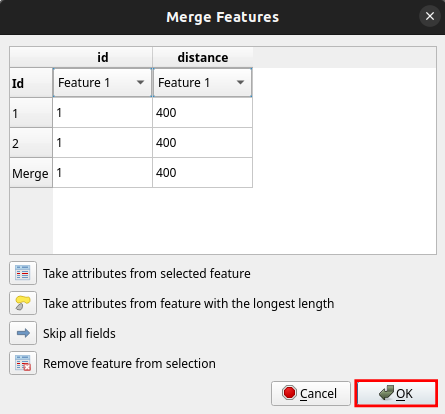 Merge Features
id distance
Id Feature 1 Feature 1
1 1 400
2 1 400
Merge 1 400
Take attributes from selected feature
Take attributes from feature with the longest length
Skip all fields
Remove feature from selection
Cancel OK